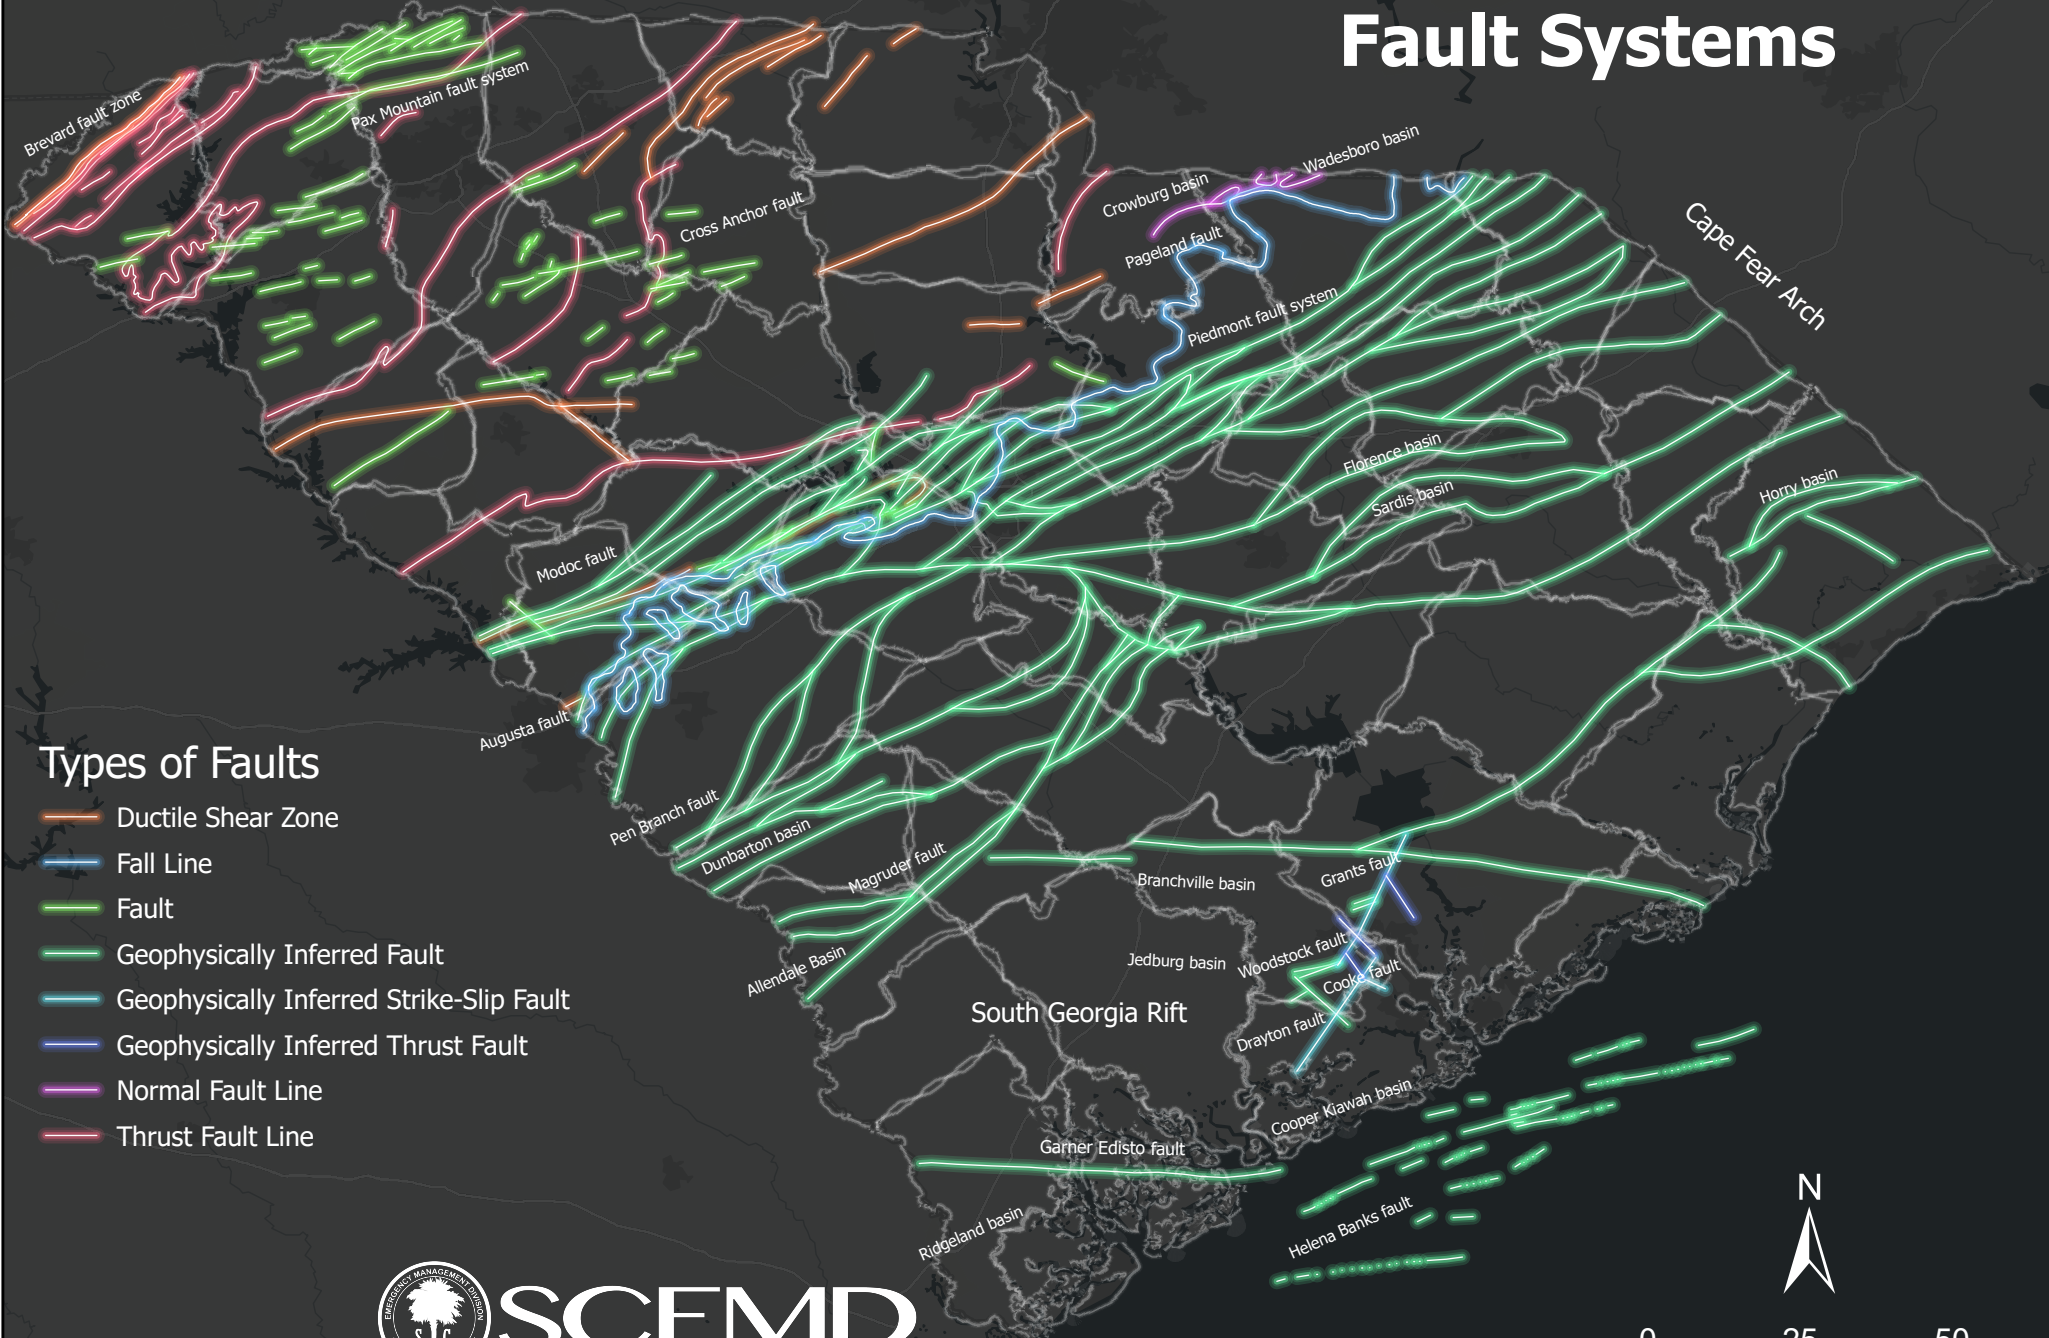 Fault Systems
Brevard fault zone
Pax Mountain fault system
Cross Anchor fault
Wadesboro basin
Crowburg basin
Pageland fault
Cape Fear Arch
Piedmont fault system
Florence basin
Sardis basin
Horry basin
Modoc fault
Augusta fault
Pen Branch fault
Dunbarton basin
Magruder fault
Allendale Basin
Branchville basin
Grants fault
Jedburg basin
Woodstock fault
Cooke fault
South Georgia Rift
Drayton fault
Cooper Kiawah basin
Garner Edisto fault
Ridgeland basin
Helena Banks fault
Types of Faults
Ductile Shear Zone
Fall Line
Fault
Geophysically Inferred Fault
Geophysically Inferred Strike-Slip Fault
Geophysically Inferred Thrust Fault
Normal Fault Line
Thrust Fault Line
N
EMERGENCY MANAGEMENT DIVISION
SCEMD
0 25 50